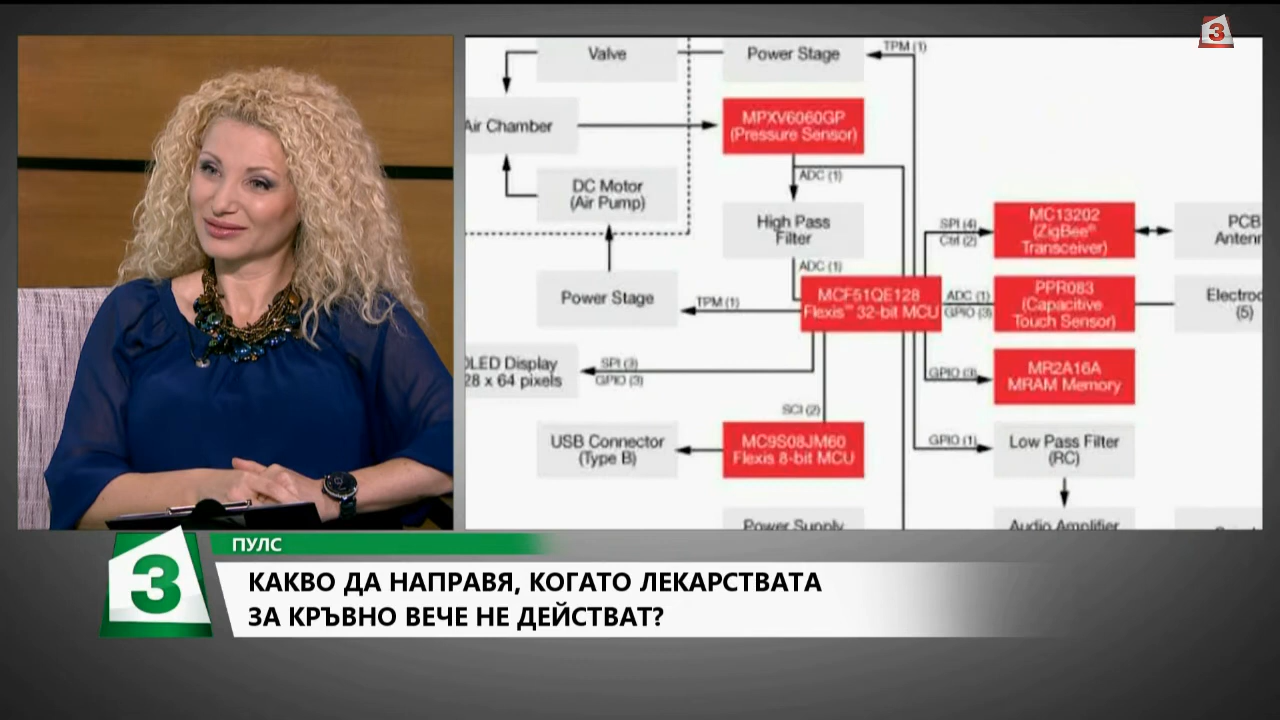 3
Valve
Power Stage
TPM (1)
Air Chamber
MPXV6060GP
(Pressure Sensor)
ADC (1)
DC Motor
(Air Pump)
High Pass
Filter
SPI (4)
Ctrl (2)
MC13202
(ZigBee®
Transceiver)
PCB
ADC (1)
Power Stage
TPM (1)
MCF51QE128
Flexis™ 32-bit MCU
ADC (1)
GPIO (3)
PPR083
(Capacitive
Touch Sensor)
(5)
OLED Display
28 x 64 pixels
SPI (3)
GPIO (3)
GPIO (3)
MR2A16A
MRAM Memory
SCI (2)
USB Connector
(Type B)
MC9S08JM60
Flexis 8-bit MCU
GPIO (1)
Low Pass Filter
(RC)
Power Supply
Audio Amplifier
3
ПУЛС
КАКВО ДА НАПРАВЯ, КОГАТО ЛЕКАРСТВАТА
ЗА КРЪВНО ВЕЧЕ НЕ ДЕЙСТВАТ?